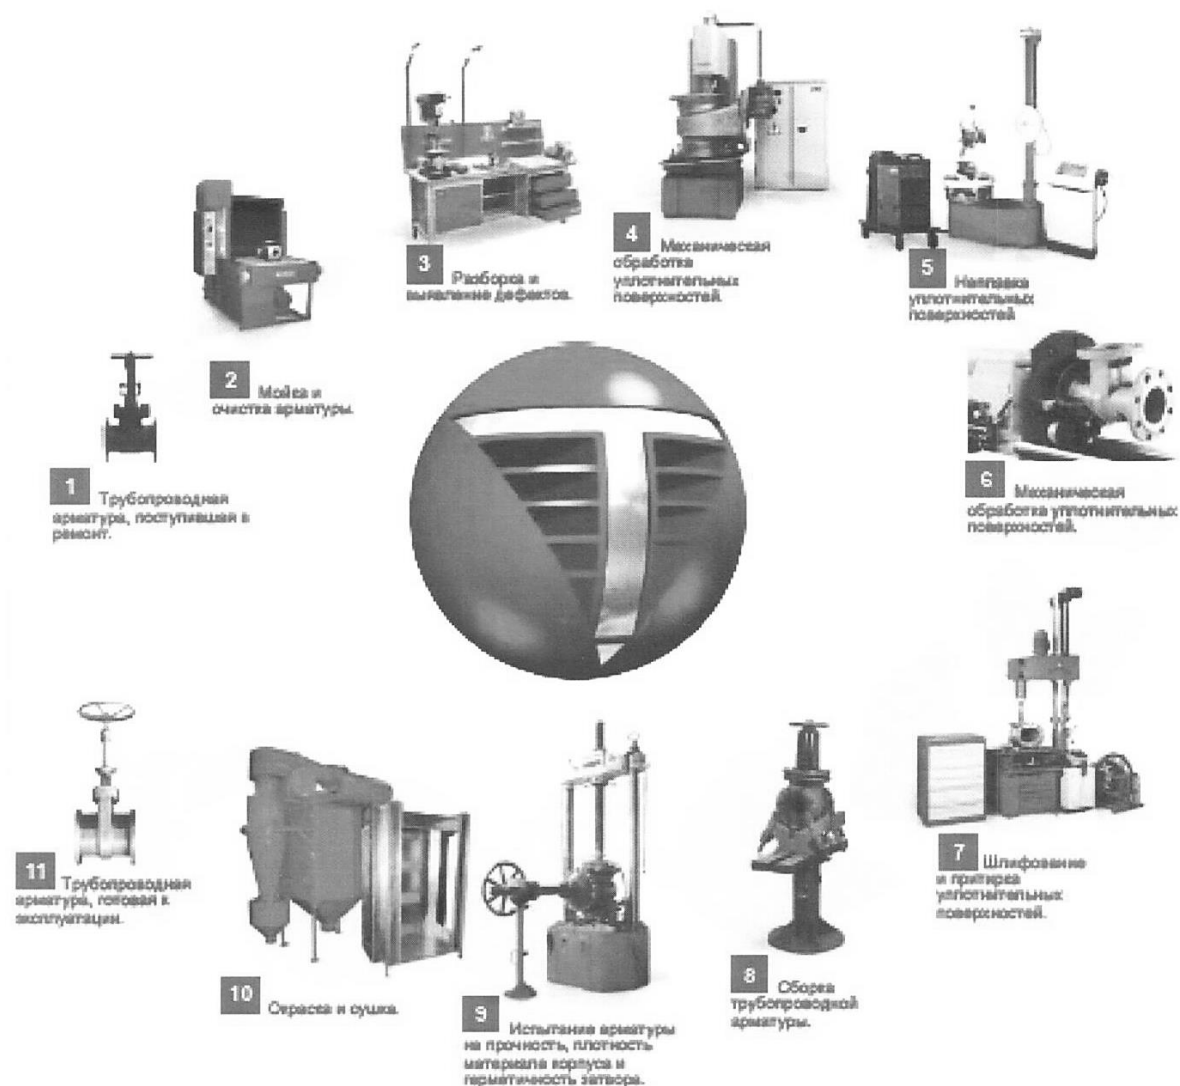 1 Трубопроводная
арматура, поступившая в
ремонт.
2 Мойка и
очистка арматуры.
3 Разборка и
выявление дефектов.
4 Механическая
обработка
уплотнительных
поверхностей.
5 Наплавка
уплотнительных
поверхностей
6 Механическая
обработка уплотнительных
поверхностей.
7 Шлифование
и притирка
уплотнительных
поверхностей.
8 Сборка
трубопроводной
арматуры.
9 Испытание арматуры
на прочность, плотность
материала корпуса и
герметичность затвора.
10 Окраска и сушка.
11 Трубопроводная
арматура, готовая к
эксплуатации.